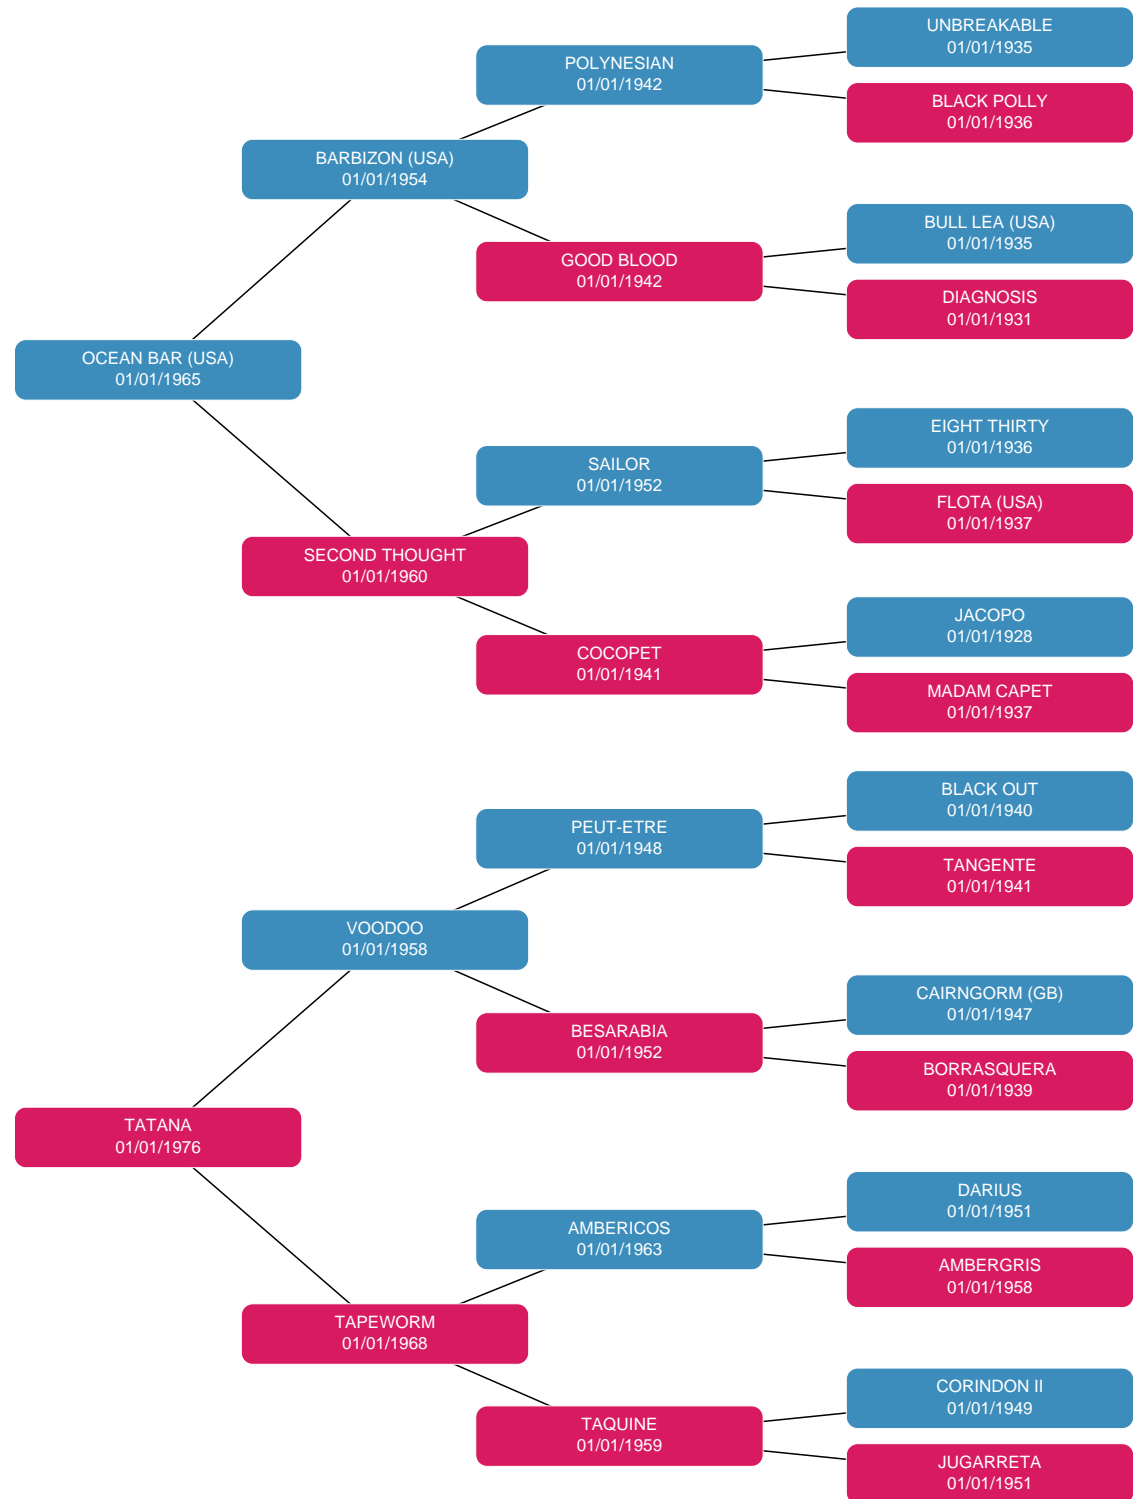 UNBREAKABLE
01/01/1935
POLYNESIAN
01/01/1942
BLACK POLLY
01/01/1936
BARBIZON (USA)
01/01/1954
BULL LEA (USA)
01/01/1935
GOOD BLOOD
01/01/1942
DIAGNOSIS
01/01/1931
OCEAN BAR (USA)
01/01/1965
EIGHT THIRTY
01/01/1936
SAILOR
01/01/1952
FLOTA (USA)
01/01/1937
SECOND THOUGHT
01/01/1960
JACOPO
01/01/1928
COCOPET
01/01/1941
MADAM CAPET
01/01/1937
BLACK OUT
01/01/1940
PEUT-ETRE
01/01/1948
TANGENTE
01/01/1941
VOODOO
01/01/1958
CAIRNGORM (GB)
01/01/1947
BESARABIA
01/01/1952
BORRASQUERA
01/01/1939
TATANA
01/01/1976
DARIUS
01/01/1951
AMBERICOS
01/01/1963
AMBERGRIS
01/01/1958
TAPEWORM
01/01/1968
CORINDON II
01/01/1949
TAQUINE
01/01/1959
JUGARRETA
01/01/1951